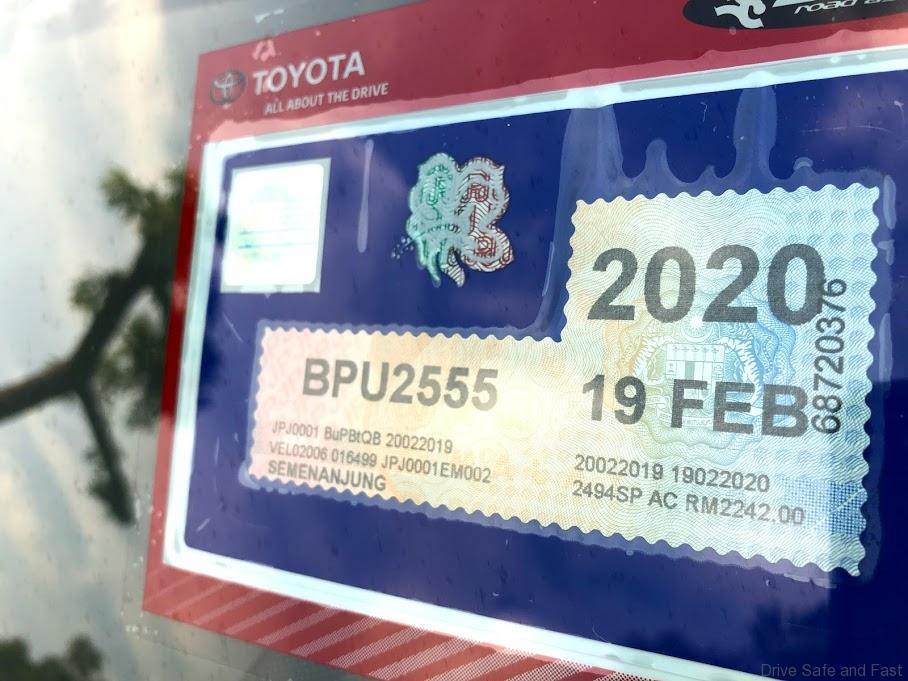 TOYOTA
ALL ABOUT THE DRIVE
2020
68720376
BPU2555
19 FEB
JPJ0001 BuPBtQB 20022019
VEL02006 016499 JPJ0001EM002
SEMENANJUNG
20022019 19022020
2494SP AC RM2242.00
Drive Safe and Fast